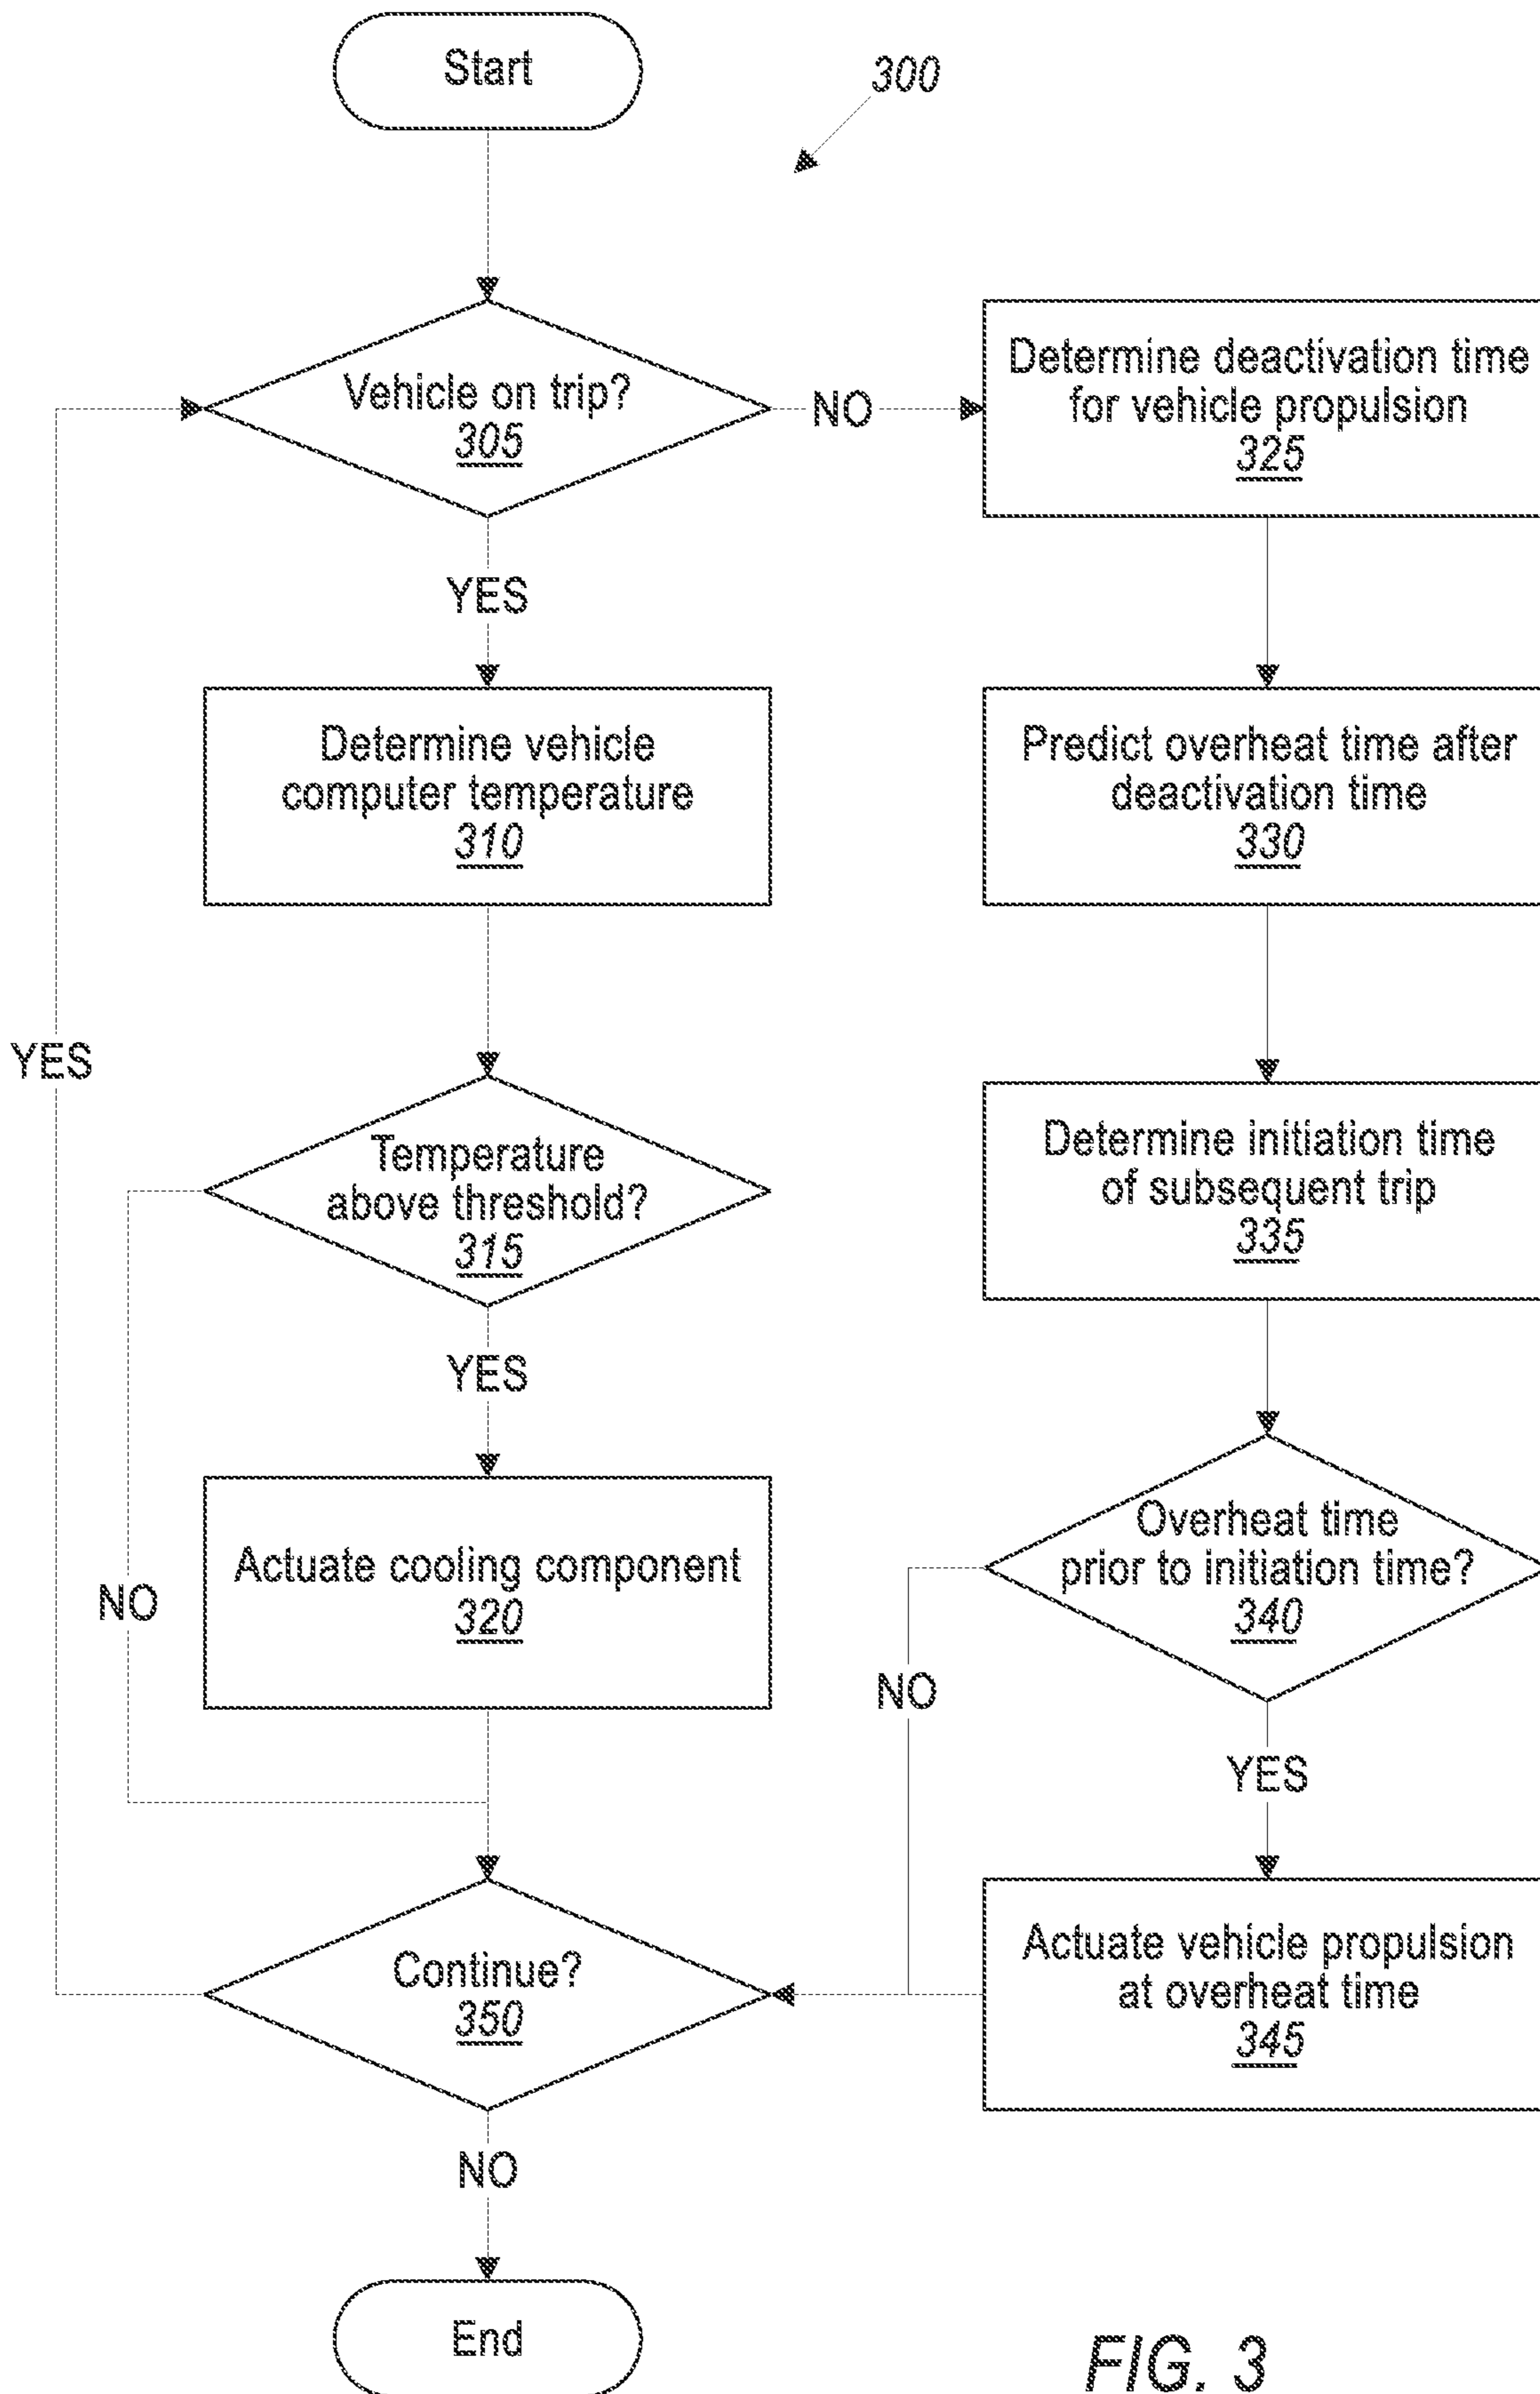 Start
300
Vehicle on trip?
305
NO
Determine deactivation time
for vehicle propulsion
325
YES
Determine vehicle
computer temperature
310
Predict overheat time after
deactivation time
330
YES
Temperature
above threshold?
315
Determine initiation time
of subsequent trip
335
YES
NO
Actuate cooling component
320
Overheat time
prior to initiation time?
340
NO
YES
Continue?
350
Actuate vehicle propulsion
at overheat time
345
NO
End
FIG. 3